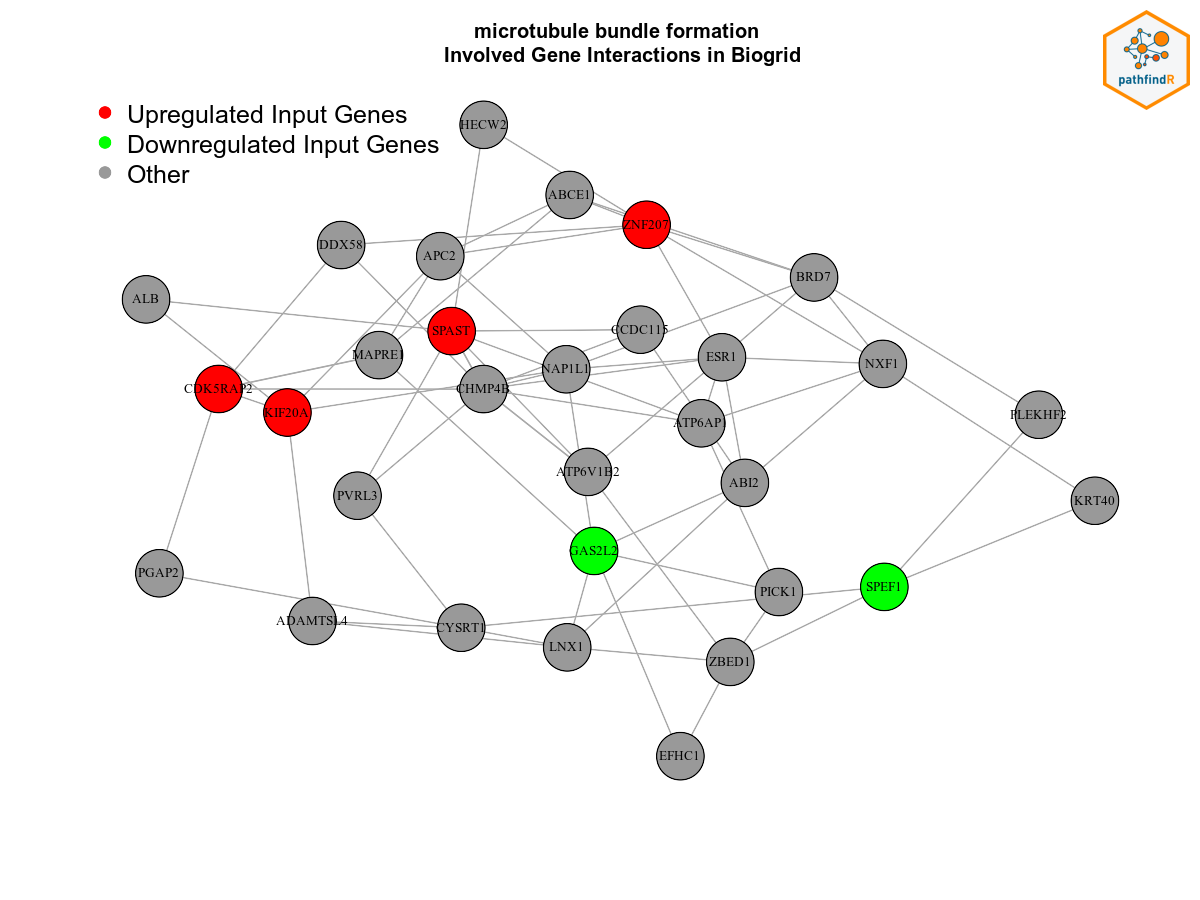 microtubule bundle formation
Involved Gene Interactions in Biogrid
pathfindR
Upregulated Input Genes
Downregulated Input Genes
Other
HECW2
ABCE1
ZNF207
DDX58
APC2
BRD7
ALB
SPAST
CCDC115
MAPRE1
ESR1
NXF1
NAP1L1
CDK5RAP2
CHMP4B
KIF20A
PLEKHF2
ATP6AP1
ATP6V1B2
ABI2
PVRL3
KRT40
GAS2L2
PGAP2
SPEF1
PICK1
ADAMTSL4
CYSRT1
LNX1
ZBED1
EFHC1